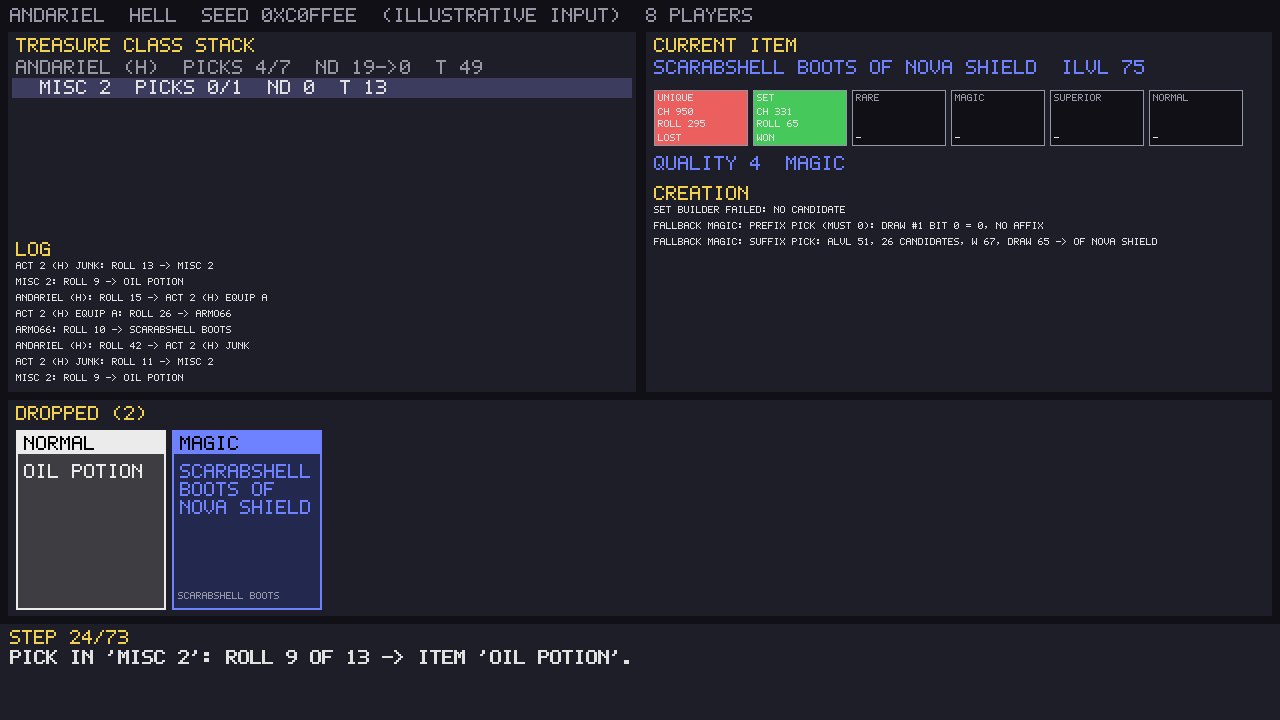 ANDARIEL  HELL  SEED 0XC0FFEE  (ILLUSTRATIVE INPUT)  8 PLAYERS
TREASURE CLASS STACK
ANDARIEL (H)  PICKS 4/7  ND 19->0  T 49
MISC 2  PICKS 0/1  ND 0  T 13
LOG
ACT 2 (H) JUNK: ROLL 13 -> MISC 2
MISC 2: ROLL 9 -> OIL POTION
ANDARIEL (H): ROLL 15 -> ACT 2 (H) EQUIP A
ACT 2 (H) EQUIP A: ROLL 26 -> ARMO66
ARMO66: ROLL 10 -> SCARABSHELL BOOTS
ANDARIEL (H): ROLL 42 -> ACT 2 (H) JUNK
ACT 2 (H) JUNK: ROLL 11 -> MISC 2
MISC 2: ROLL 9 -> OIL POTION
CURRENT ITEM
SCARABSHELL BOOTS OF NOVA SHIELD  ILVL 75
UNIQUE
CH 950
ROLL 295
LOST
SET
CH 331
ROLL 65
WON
RARE
-
MAGIC
-
SUPERIOR
-
NORMAL
-
QUALITY 4  MAGIC
CREATION
SET BUILDER FAILED: NO CANDIDATE
FALLBACK MAGIC: PREFIX PICK (MUST 0): DRAW #1 BIT 0 = 0, NO AFFIX
FALLBACK MAGIC: SUFFIX PICK: ALVL 51, 26 CANDIDATES, W 67, DRAW 65 -> OF NOVA SHIELD
DROPPED (2)
NORMAL
OIL POTION
MAGIC
SCARABSHELL
BOOTS OF
NOVA SHIELD
SCARABSHELL BOOTS
STEP 24/73
PICK IN 'MISC 2': ROLL 9 OF 13 -> ITEM 'OIL POTION'.